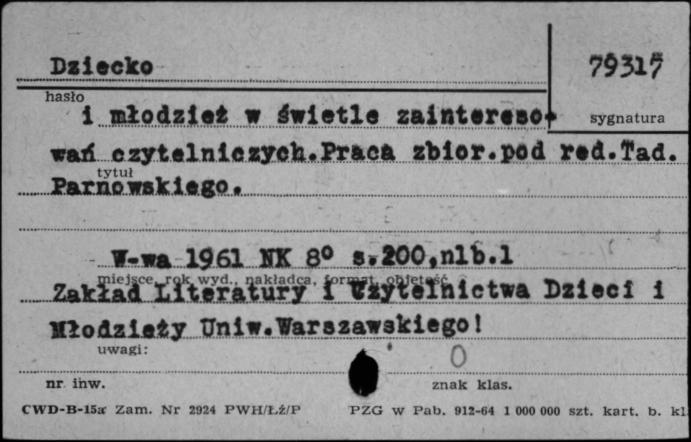 Dziecko
79317
hasło
sygnatura
i młodzież w świetle zaintereso-
wań czytelniczych.Praca zbior.pod red.Tad.
tytuł
Parnowskiego.
W-wa 1961 NK 8º s.200,nlb.1
miejsce, rok wyd., nakładca, format, objętość
Zakład Literatury i Czytelnictwa Dzieci i
Młodzieży Uniw.Warszawskiego!
uwagi:
0
nr inw.
znak klas.
CWD-B-15a Zam. Nr 2924 PWH/Łź/P PZG w Pab. 912-64 1 000 000 szt. kart. b. kl